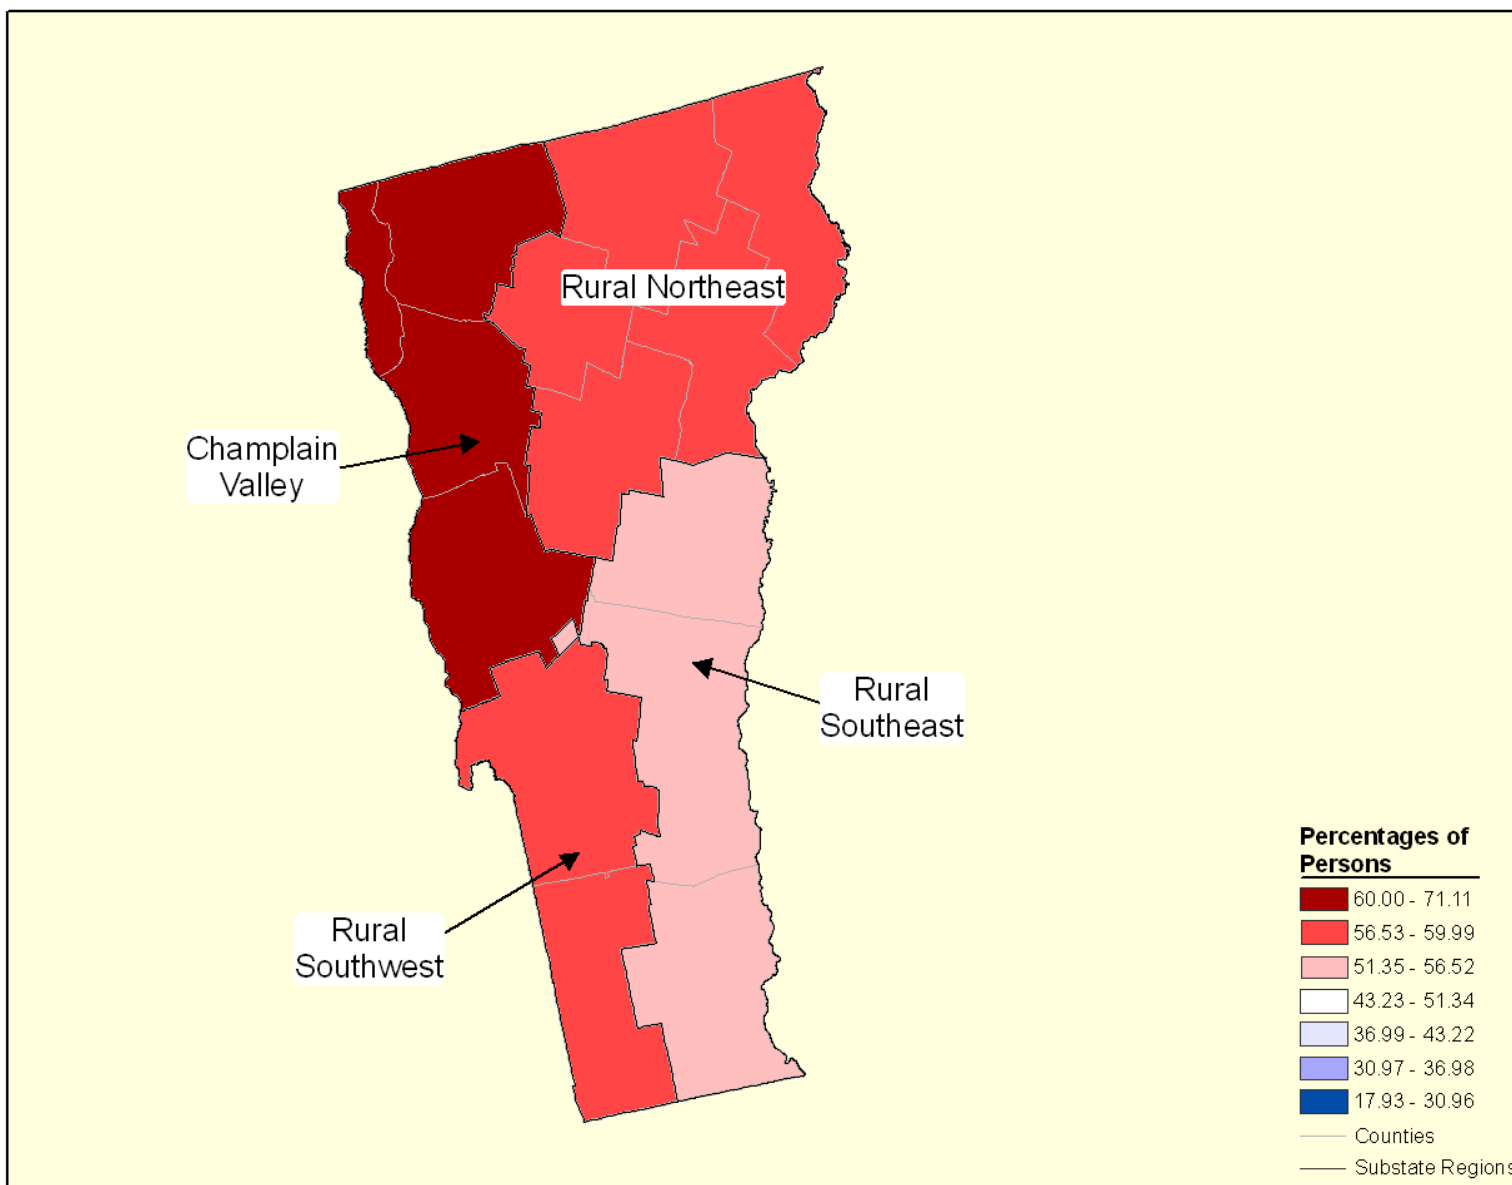 Rural Northeast
Champlain
Valley
Rural
Southeast
Rural
Southwest
Percentages of
Persons
60.00 - 71.11
56.53 - 59.99
51.35 - 56.52
43.23 - 51.34
36.99 - 43.22
30.97 - 36.98
17.93 - 30.96
Counties
Substate Regions